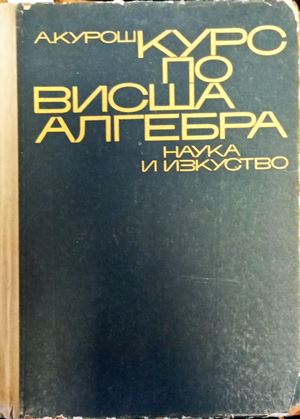 А.КУРОШ КУРС
ПО
ВИСША
АЛГЕБРА
НАУКА
И ИЗКУСТВО